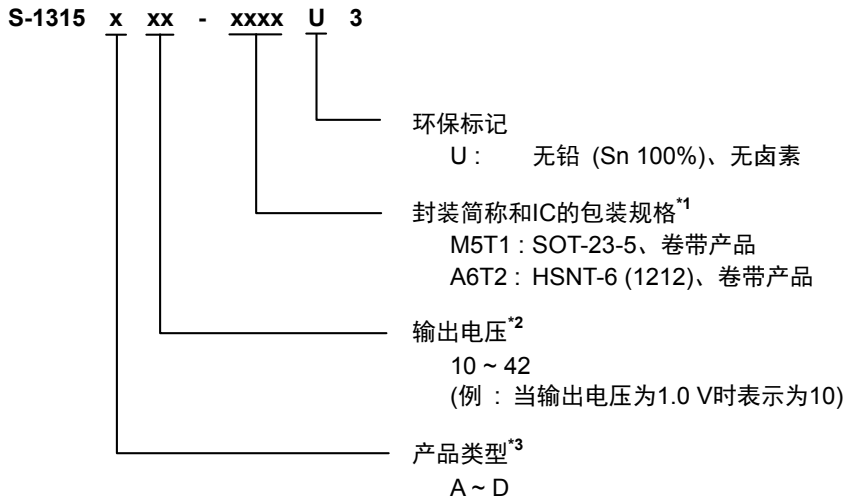 S-1315 x xx - xxxx U 3
环保标记
U : 无铅 (Sn 100%)、无卤素
封装简称和IC的包装规格*1
M5T1 : SOT-23-5、卷带产品
A6T2 : HSNT-6 (1212)、卷带产品
输出电压*2
10 ~ 42
(例 : 当输出电压为1.0 V时表示为10)
产品类型*3
A ~ D